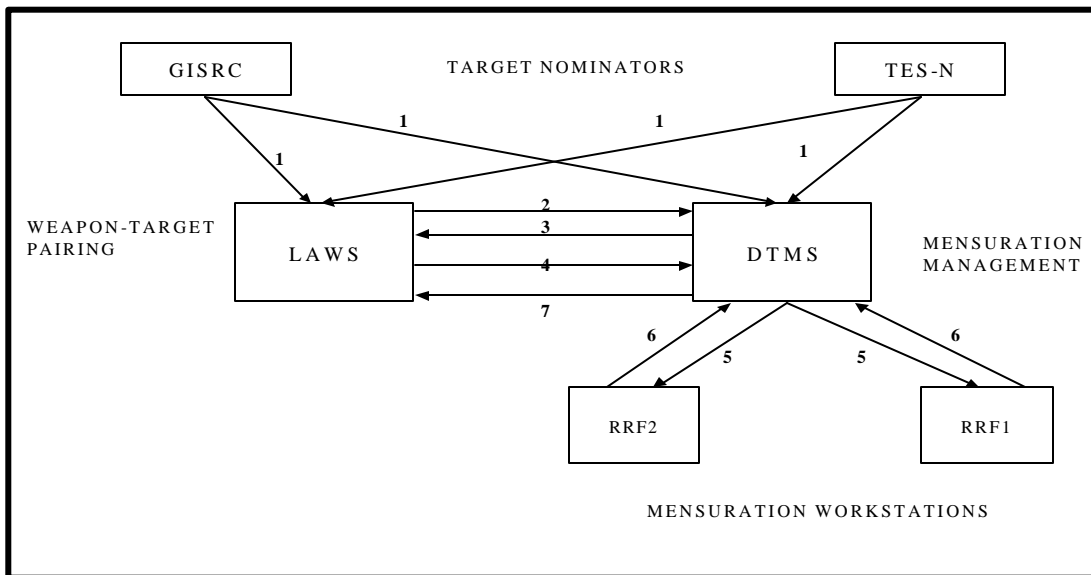 GISRC
TARGET NOMINATORS
TES-N
1
1
1
1
WEAPON-TARGET
PAIRING
LAWS
2
3
4
7
DTMS
MENSURATION
MANAGEMENT
6
5
5
6
RRF2
RRF1
MENSURATION WORKSTATIONS